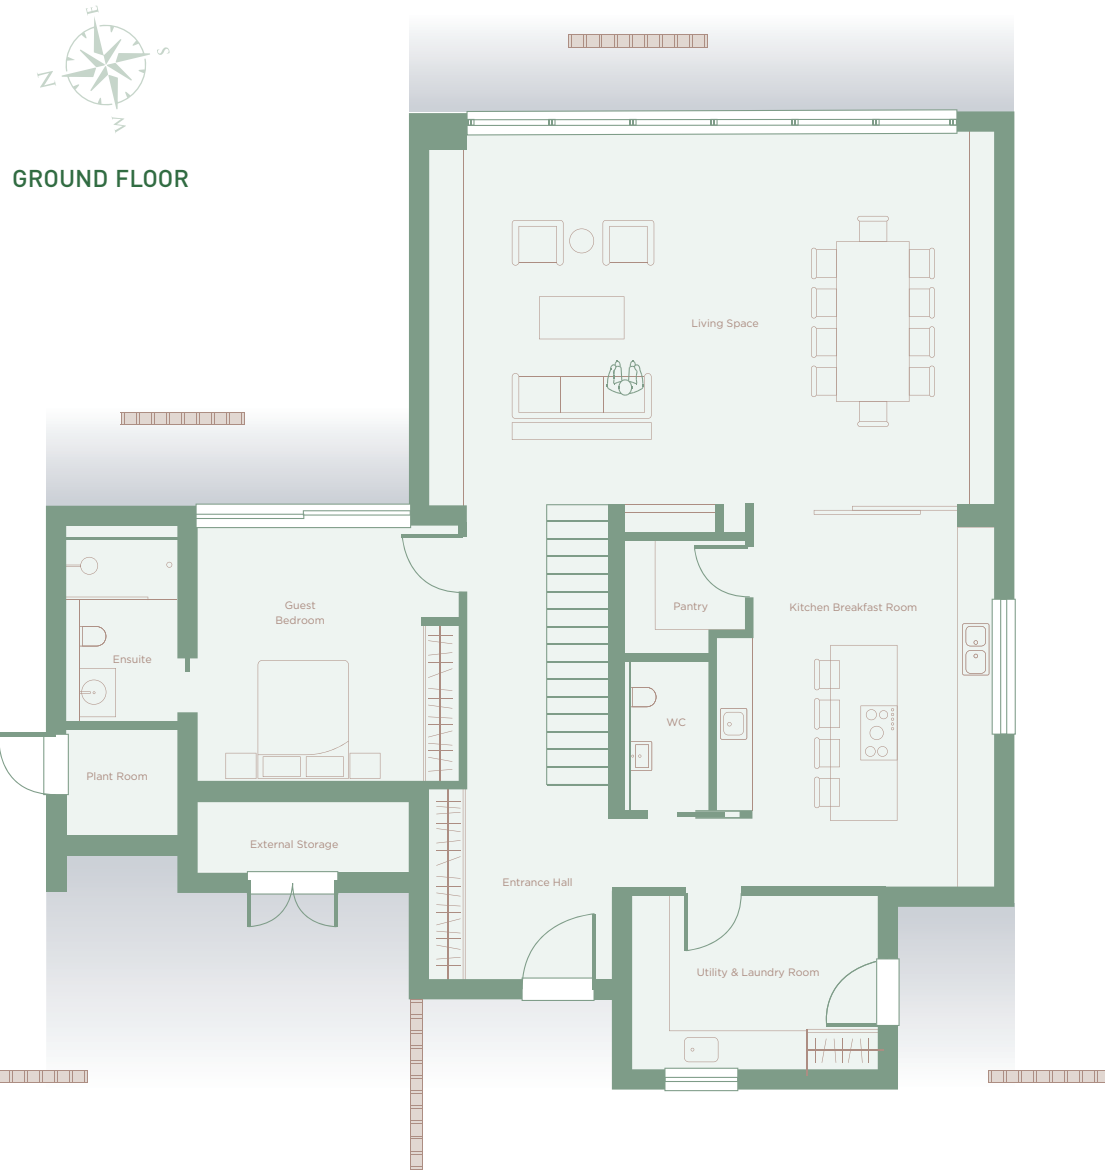 E
S
N
W
GROUND FLOOR
Living Space
Guest
Bedroom
Pantry
Kitchen Breakfast Room
Ensuite
WC
Plant Room
External Storage
Entrance Hall
Utility & Laundry Room